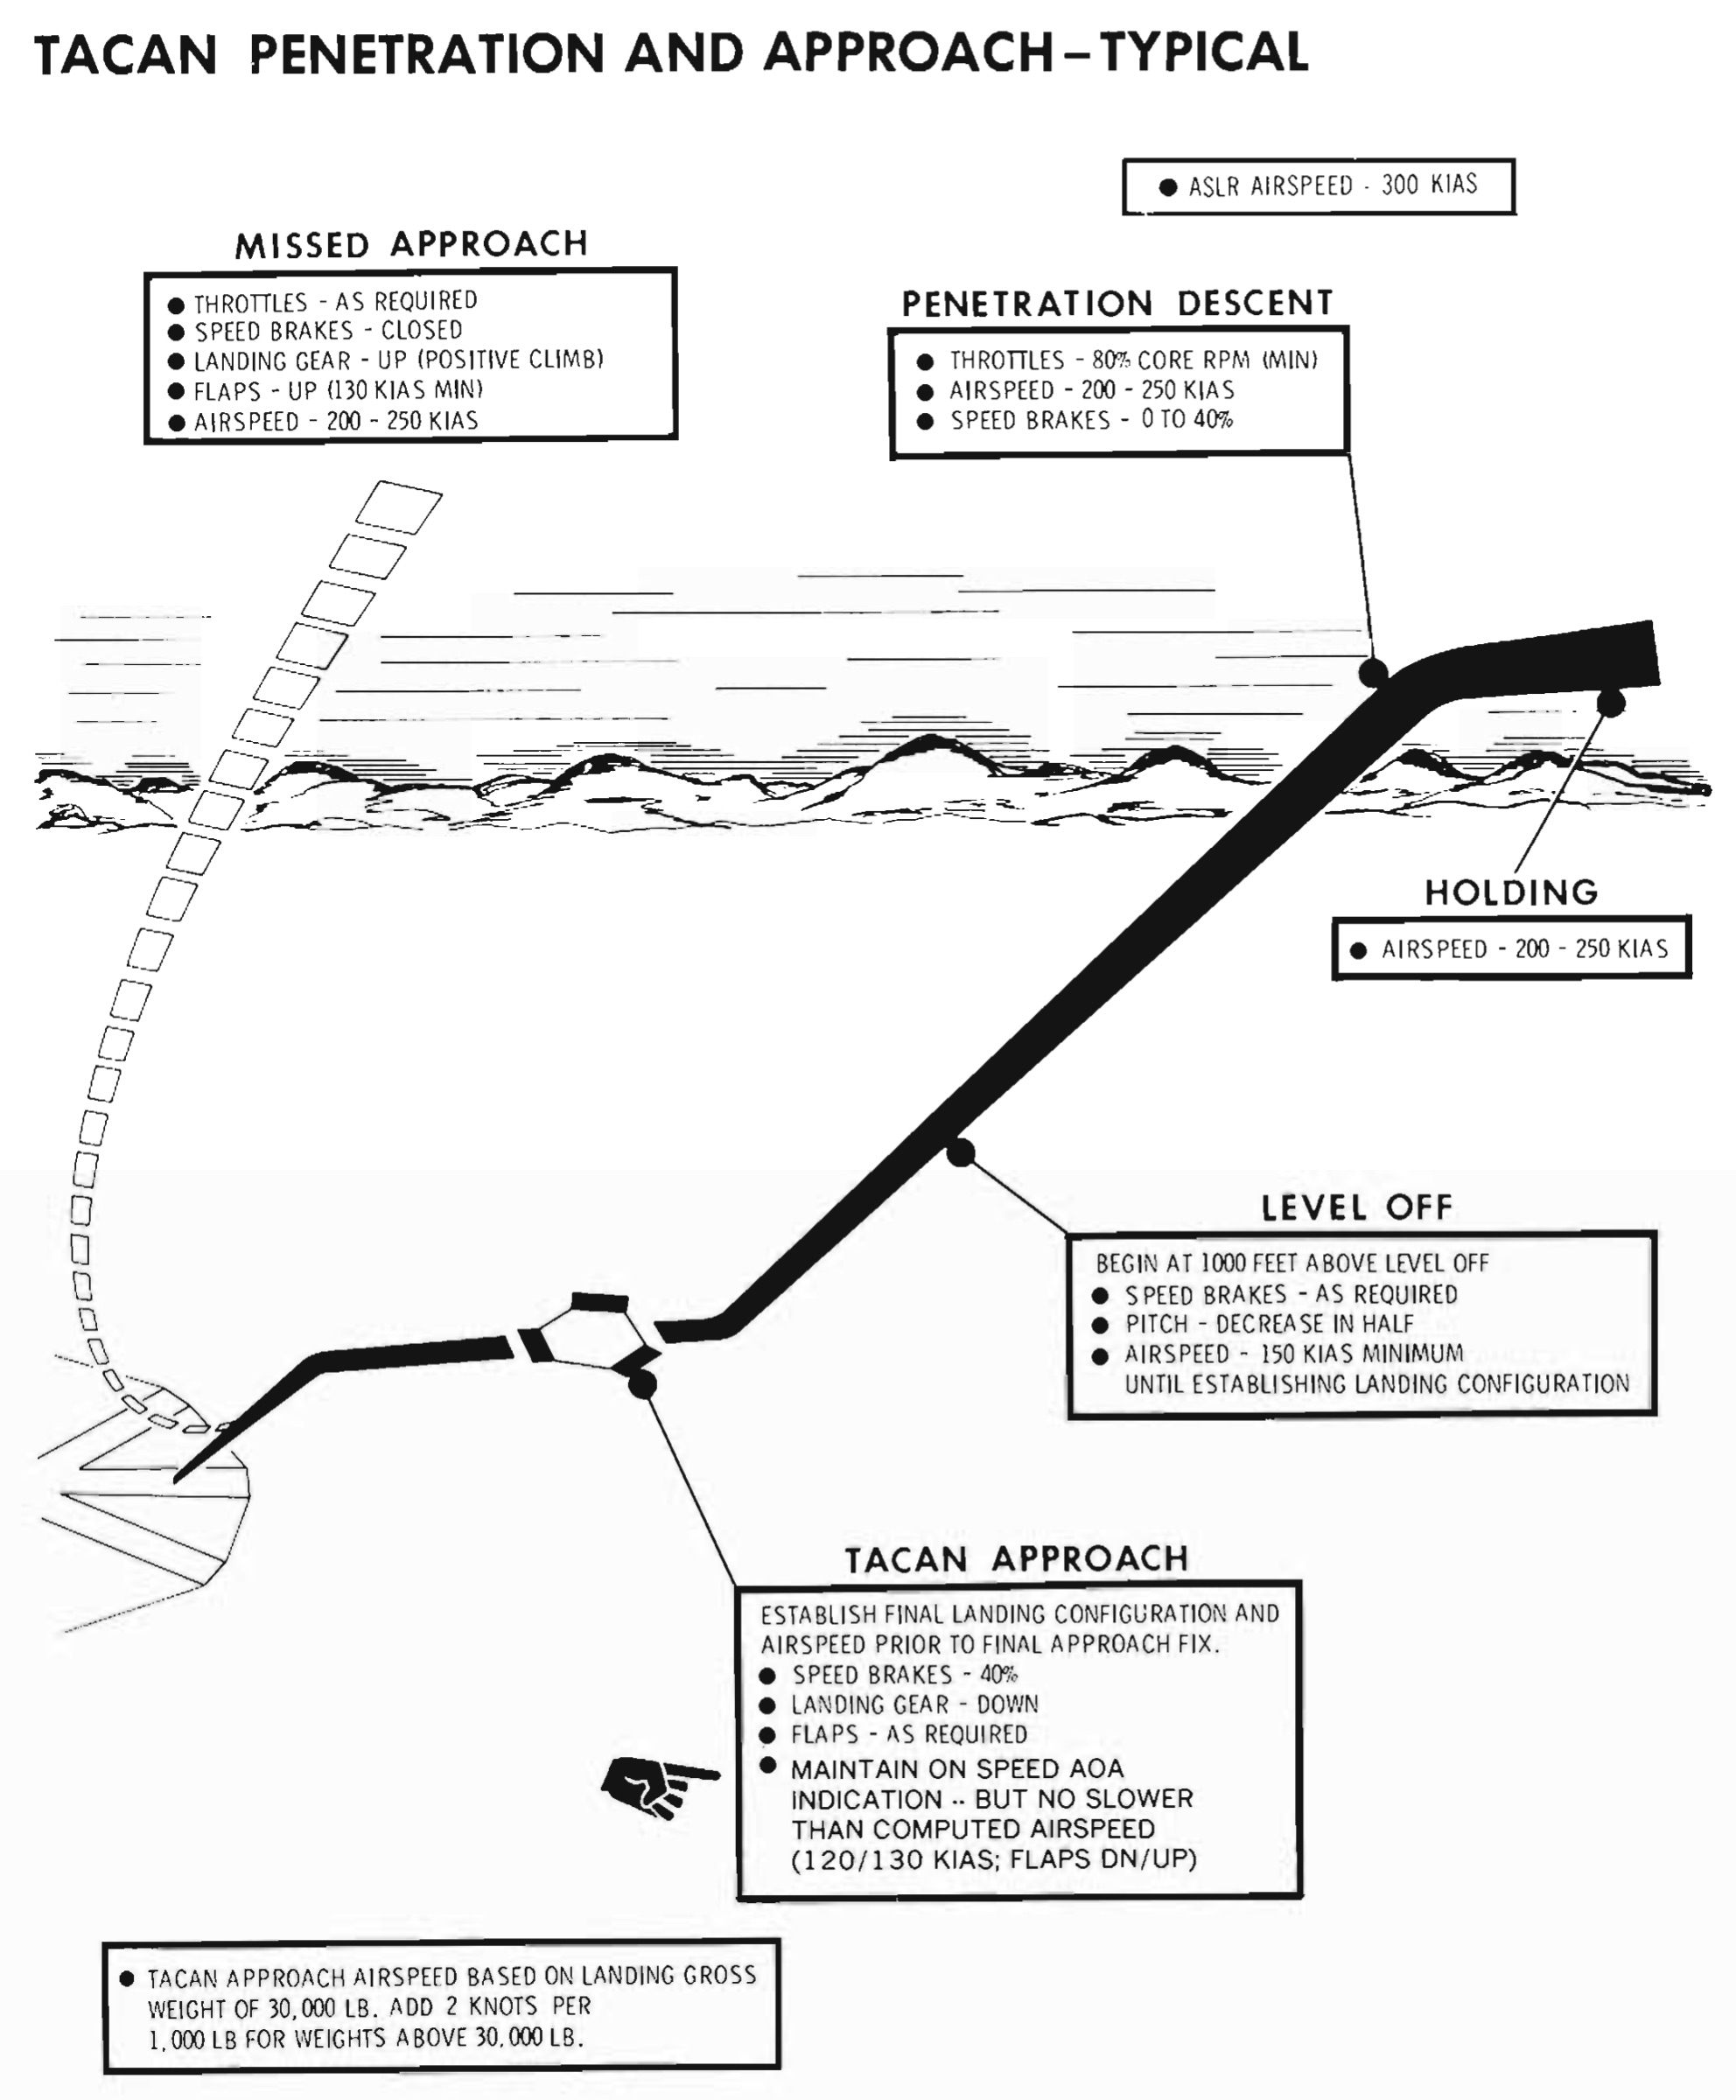 TACAN PENETRATION AND APPROACH-TYPICAL
● ASLR AIRSPEED - 300 KIAS
MISSED APPROACH
● THROTTLES - AS REQUIRED
● SPEED BRAKES - CLOSED
● LANDING GEAR - UP (POSITIVE CLIMB)
● FLAPS - UP (130 KIAS MIN)
● AIRSPEED - 200 - 250 KIAS
PENETRATION DESCENT
● THROTTLES - 80% CORE RPM (MIN)
● AIRSPEED - 200 - 250 KIAS
● SPEED BRAKES - 0 TO 40%
HOLDING
● AIRSPEED - 200 - 250 KIAS
LEVEL OFF
BEGIN AT 1000 FEET ABOVE LEVEL OFF
● SPEED BRAKES - AS REQUIRED
● PITCH - DECREASE IN HALF
● AIRSPEED - 150 KIAS MINIMUM
UNTIL ESTABLISHING LANDING CONFIGURATION
TACAN APPROACH
ESTABLISH FINAL LANDING CONFIGURATION AND
AIRSPEED PRIOR TO FINAL APPROACH FIX.
● SPEED BRAKES - 40%
● LANDING GEAR - DOWN
● FLAPS - AS REQUIRED
● MAINTAIN ON SPEED AOA
INDICATION -- BUT NO SLOWER
THAN COMPUTED AIRSPEED
(120/130 KIAS; FLAPS DN/UP)
● TACAN APPROACH AIRSPEED BASED ON LANDING GROSS
WEIGHT OF 30,000 LB. ADD 2 KNOTS PER
1,000 LB FOR WEIGHTS ABOVE 30,000 LB.